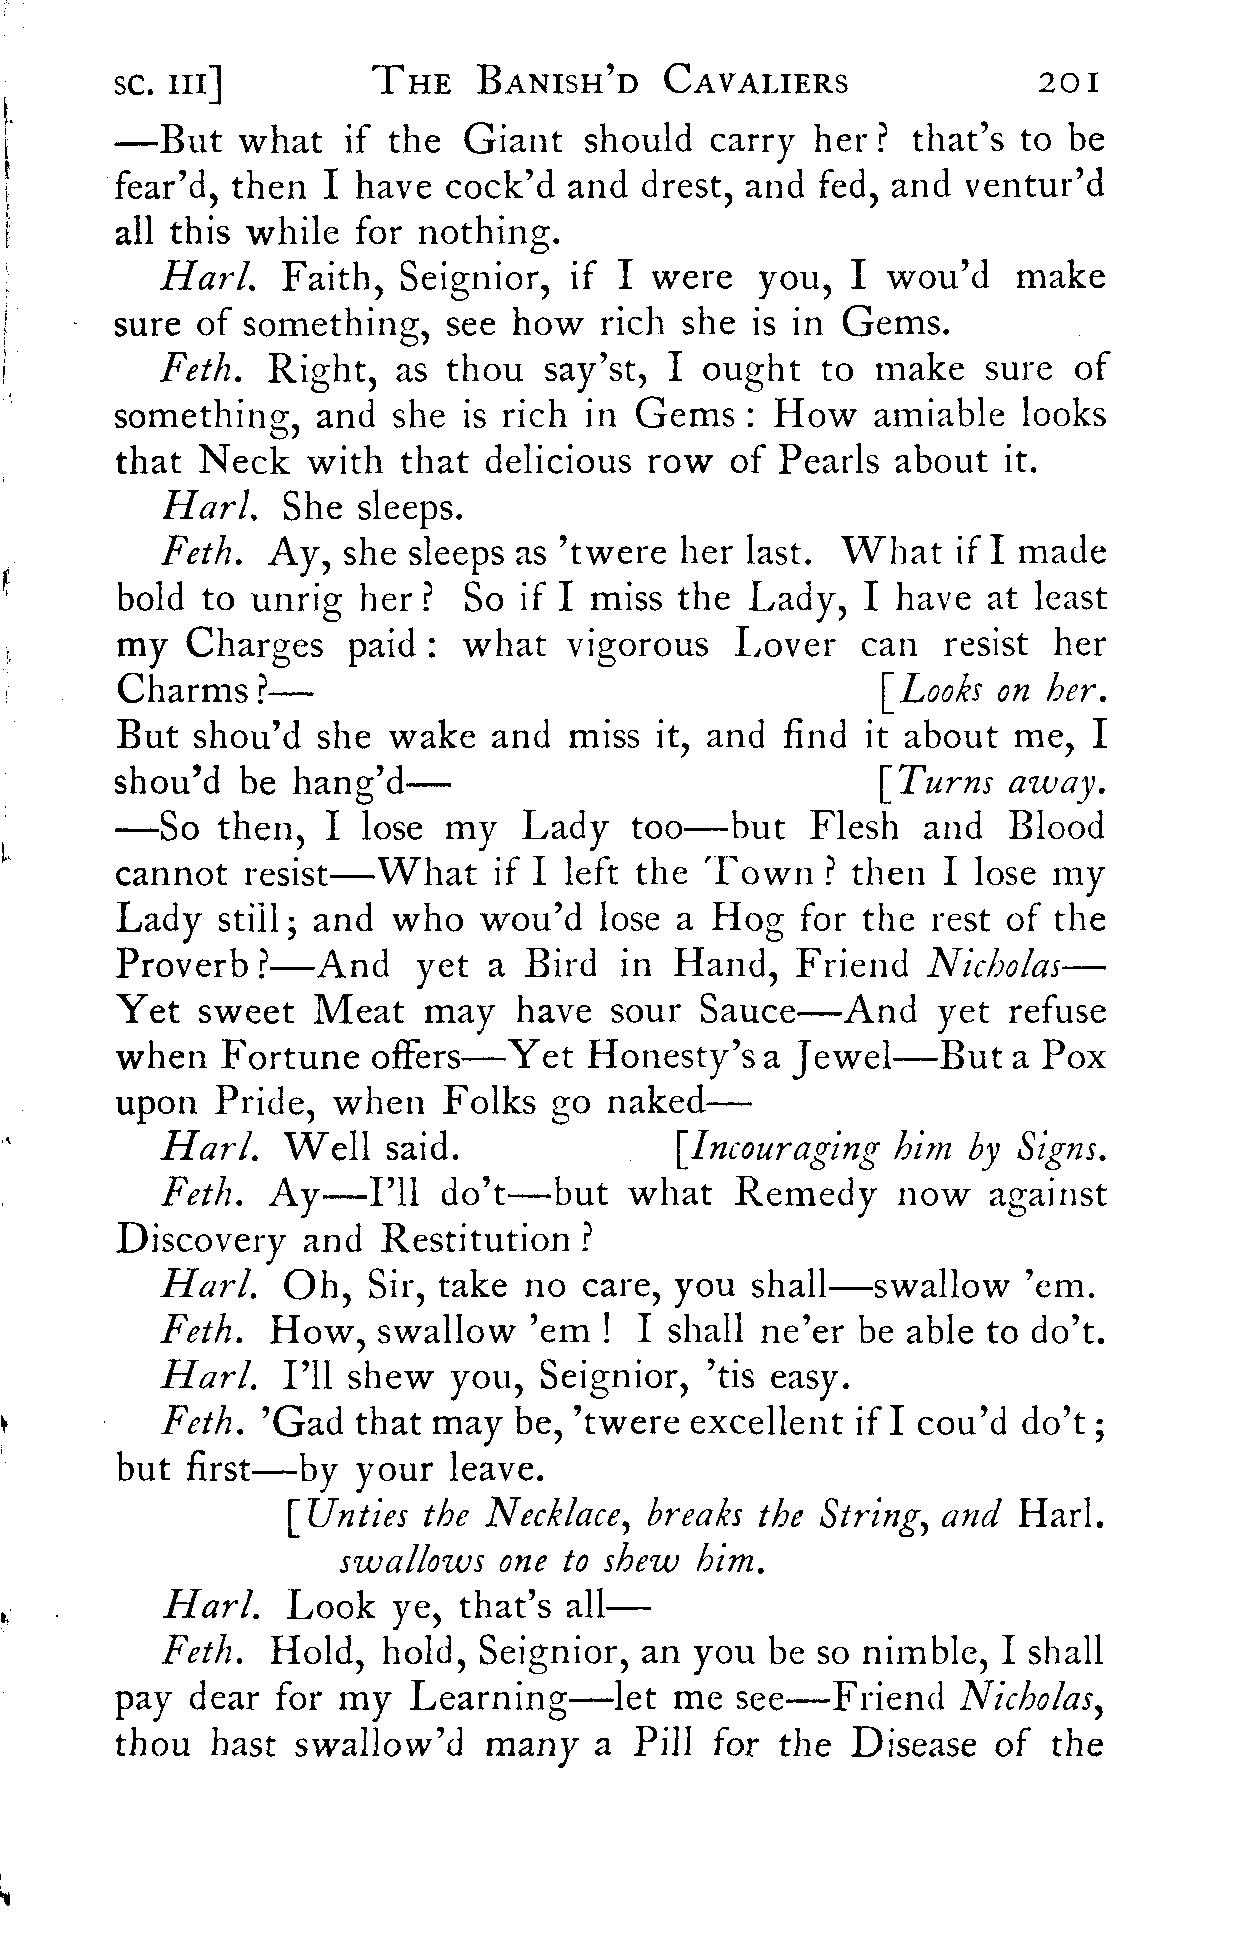 SC. III] THE BANISH'D CAVALIERS 201
—But what if the Giant should carry her? that's to be
fear'd, then I have cock'd and drest, and fed, and ventur'd
all this while for nothing.
Harl. Faith, Seignior, if I were you, I wou'd make
sure of something, see how rich she is in Gems.
Feth. Right, as thou say'st, I ought to make sure of
something, and she is rich in Gems: How amiable looks
that Neck with that delicious row of Pearls about it.
Harl. She sleeps.
Feth. Ay, she sleeps as 'twere her last. What if I made
bold to unrig her? So if I miss the Lady, I have at least
my Charges paid: what vigorous Lover can resist her
Charms?— [Looks on her.
But shou'd she wake and miss it, and find it about me, I
shou'd be hang'd— [Turns away.
—So then, I lose my Lady too—but Flesh and Blood
cannot resist—What if I left the Town? then I lose my
Lady still; and who wou'd lose a Hog for the rest of the
Proverb?—And yet a Bird in Hand, Friend Nicholas—
Yet sweet Meat may have sour Sauce—And yet refuse
when Fortune offers—Yet Honesty's a Jewel—But a Pox
upon Pride, when Folks go naked—
Harl. Well said. [Incouraging him by Signs.
Feth. Ay—I'll do't—but what Remedy now against
Discovery and Restitution?
Harl. Oh, Sir, take no care, you shall—swallow 'em.
Feth. How, swallow 'em! I shall ne'er be able to do't.
Harl. I'll shew you, Seignior, 'tis easy.
Feth. 'Gad that may be, 'twere excellent if I cou'd do't;
but first—by your leave.
[Unties the Necklace, breaks the String, and Harl.
swallows one to shew him.
Harl. Look ye, that's all—
Feth. Hold, hold, Seignior, an you be so nimble, I shall
pay dear for my Learning—let me see—Friend Nicholas,
thou hast swallow'd many a Pill for the Disease of the